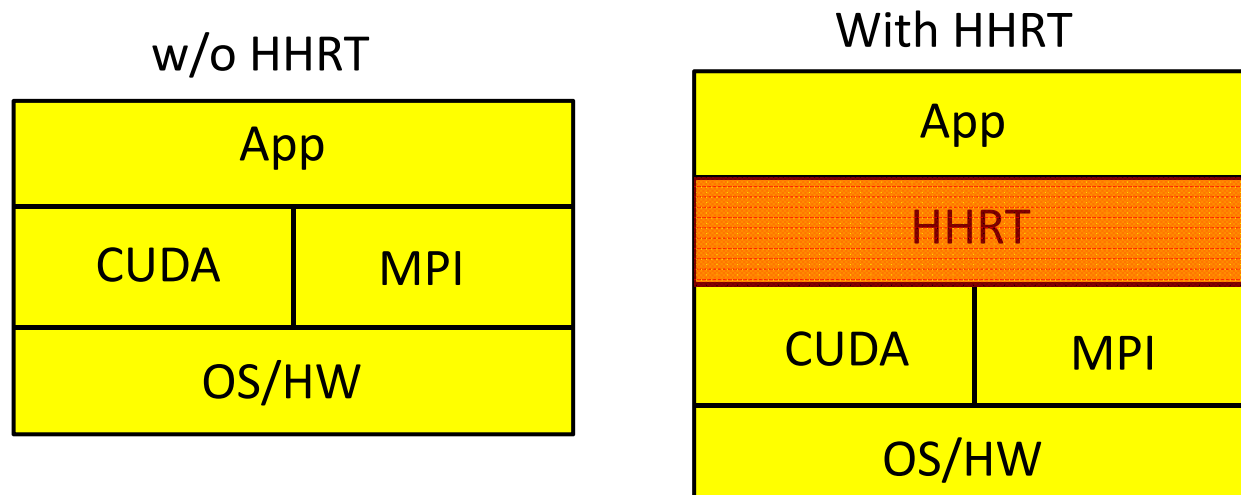 w/o HHRT
App
CUDA MPI
OS/HW
With HHRT
App
HHRT
CUDA MPI
OS/HW